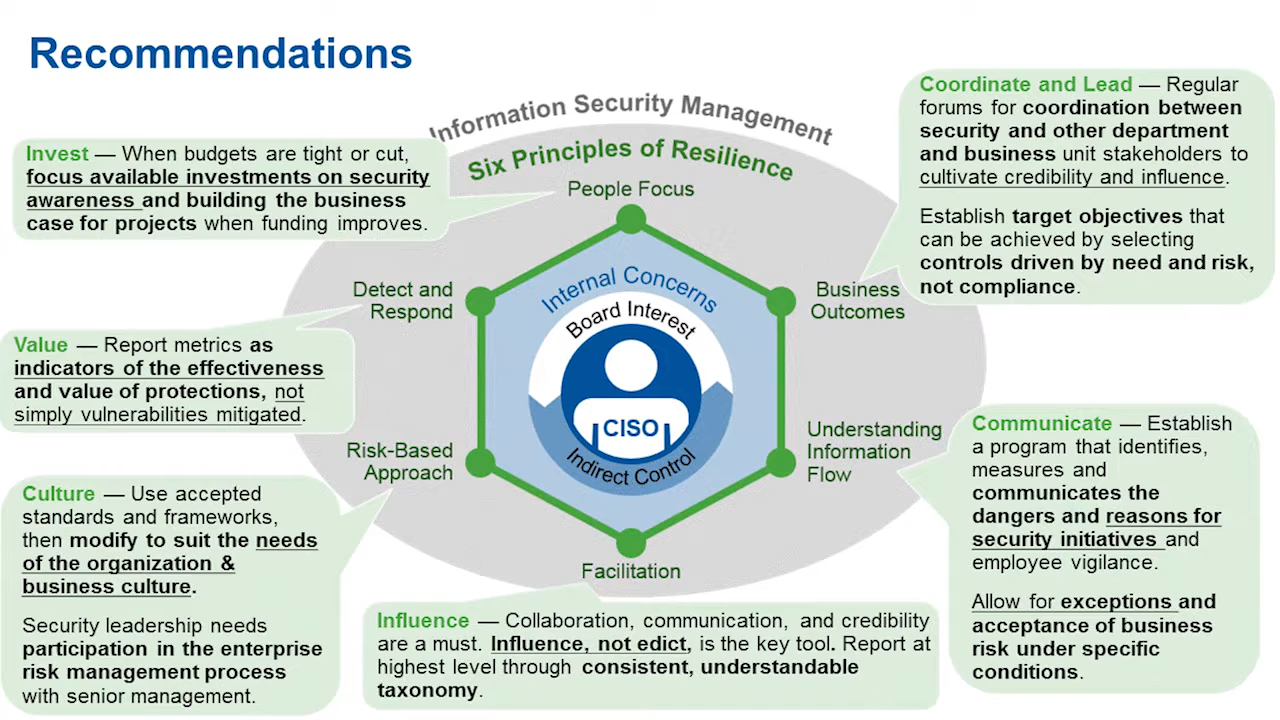 Recommendations
Information Security Management
Six Principles of Resilience
People Focus
Invest — When budgets are tight or cut,
focus available investments on security
awareness and building the business
case for projects when funding improves.
Coordinate and Lead — Regular
forums for coordination between
security and other department
and business unit stakeholders to
cultivate credibility and influence.
Establish target objectives that
can be achieved by selecting
controls driven by need and risk,
not compliance.
Detect and
Respond
Internal Concerns
Board Interest
CISO
Indirect Control
Business
Outcomes
Value — Report metrics as
indicators of the effectiveness
and value of protections, not
simply vulnerabilities mitigated.
Risk-Based
Approach
Understanding
Information
Flow
Communicate — Establish
a program that identifies,
measures and
communicates the
dangers and reasons for
security initiatives and
employee vigilance.
Allow for exceptions and
acceptance of business
risk under specific
conditions.
Culture — Use accepted
standards and frameworks,
then modify to suit the needs
of the organization &
business culture.
Security leadership needs
participation in the enterprise
risk management process
with senior management.
Facilitation
Influence — Collaboration, communication, and credibility
are a must. Influence, not edict, is the key tool. Report at
highest level through consistent, understandable
taxonomy.